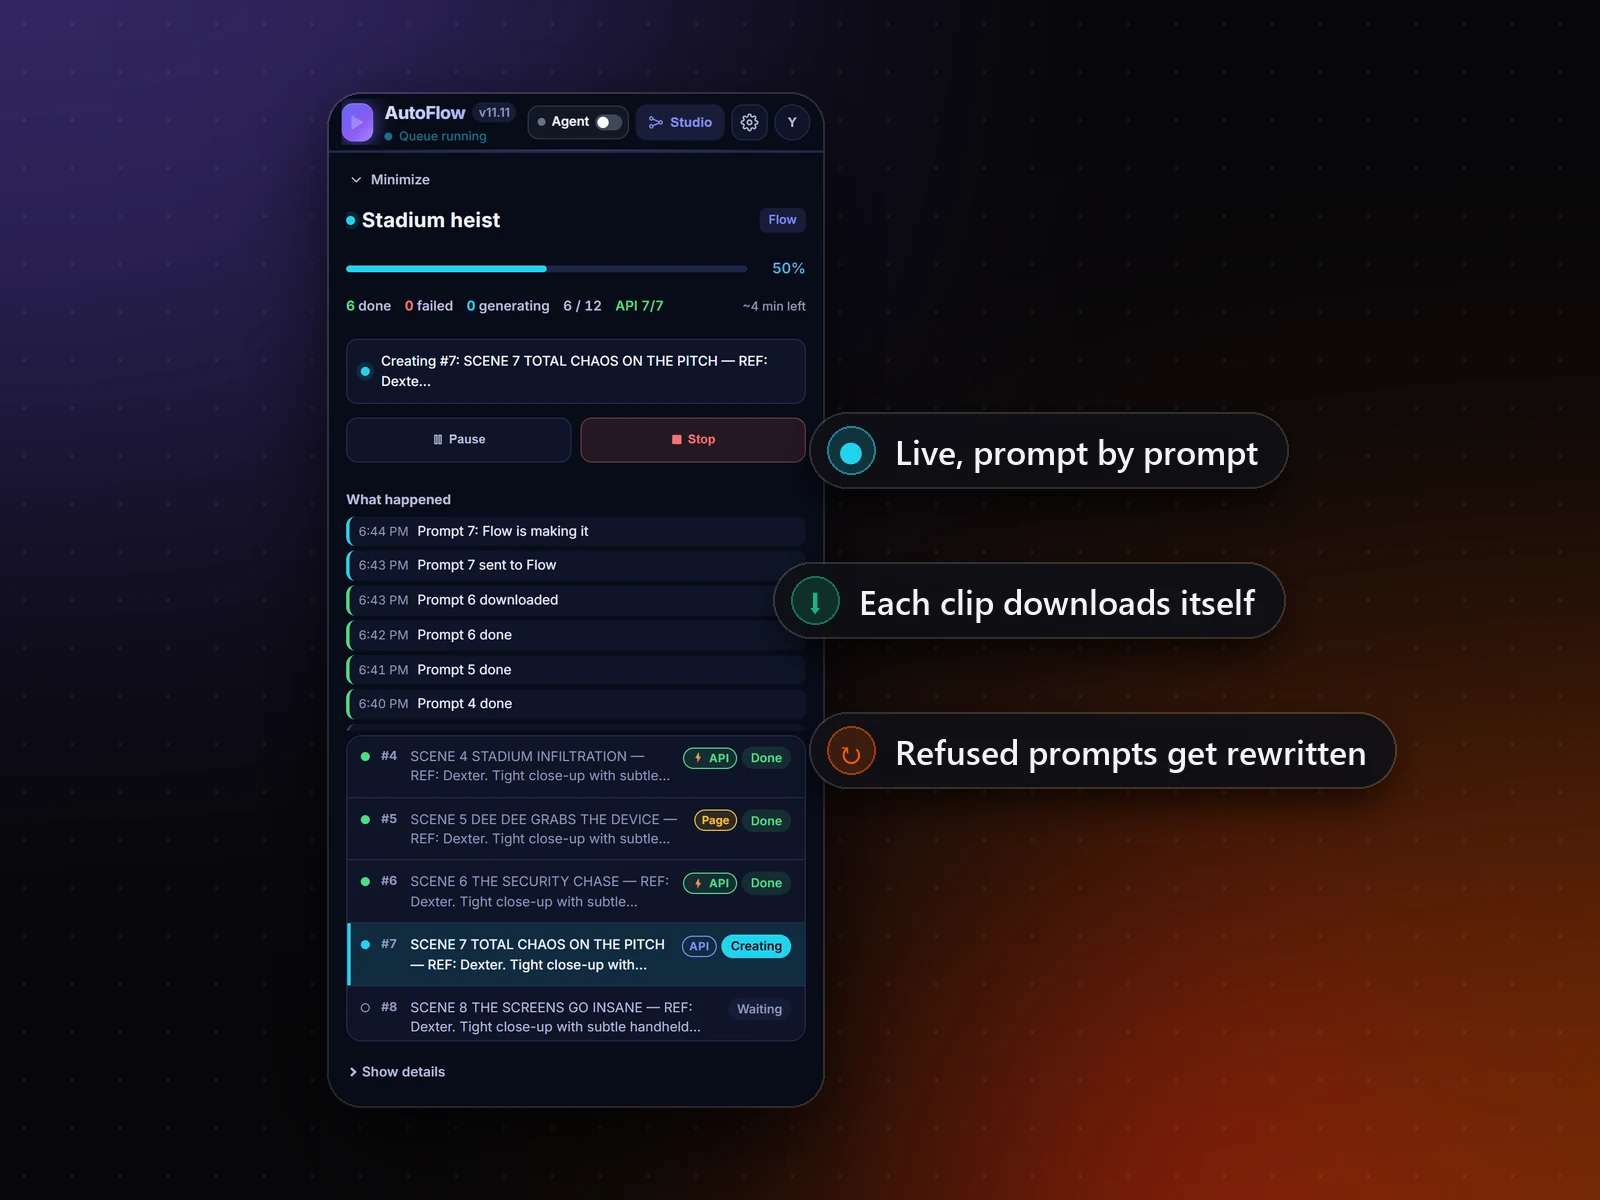 AutoFlow v11.11
Queue running
Agent
Studio
Y
Minimize
Stadium heist
Flow
50%
6 done 0 failed 0 generating 6 / 12 API 7/7 ~4 min left
Creating #7: SCENE 7 TOTAL CHAOS ON THE PITCH — REF:
Dexte...
Pause
Stop
Live, prompt by prompt
What happened
6:44 PM Prompt 7: Flow is making it
6:43 PM Prompt 7 sent to Flow
6:43 PM Prompt 6 downloaded
Each clip downloads itself
6:42 PM Prompt 6 done
6:41 PM Prompt 5 done
6:40 PM Prompt 4 done
#4 SCENE 4 STADIUM INFILTRATION — API Done
REF: Dexter. Tight close-up with subtle...
Refused prompts get rewritten
#5 SCENE 5 DEE DEE GRABS THE DEVICE — Page Done
REF: Dexter. Tight close-up with subtle...
#6 SCENE 6 THE SECURITY CHASE — REF: API Done
Dexter. Tight close-up with subtle...
#7 SCENE 7 TOTAL CHAOS ON THE PITCH API Creating
— REF: Dexter. Tight close-up with...
#8 SCENE 8 THE SCREENS GO INSANE — REF: Waiting
Dexter. Tight close-up with subtle handheld...
Show details